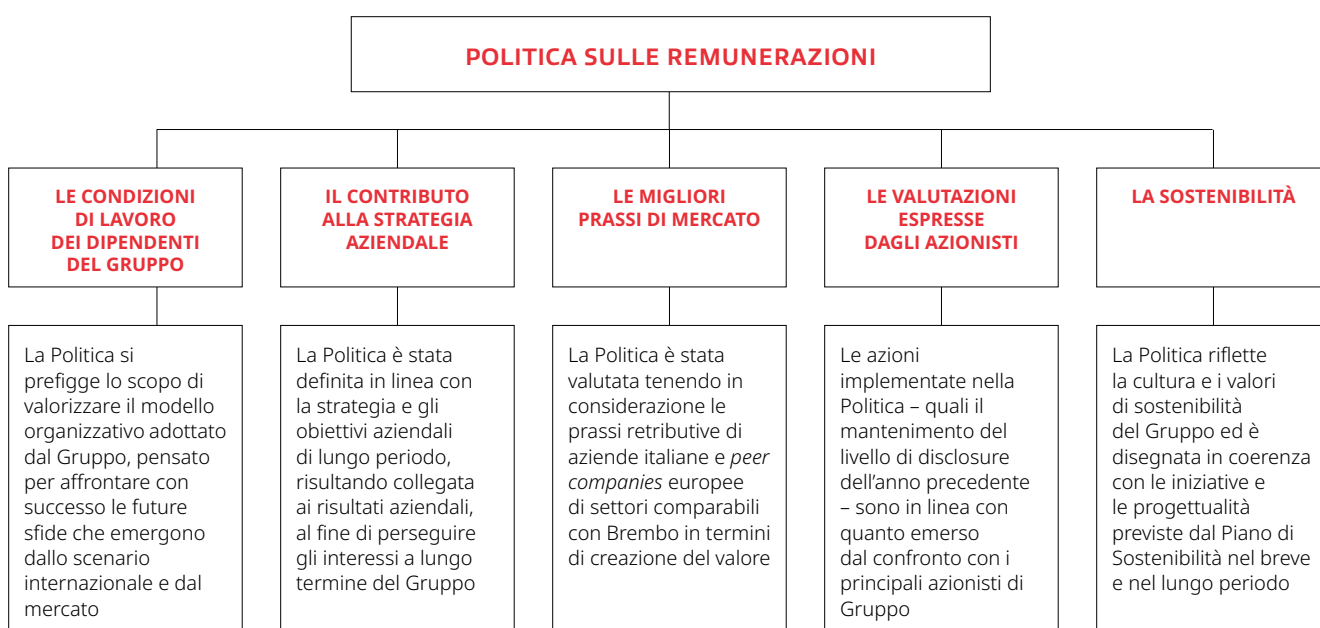 POLITICA SULLE REMUNERAZIONI
LE CONDIZIONI
DI LAVORO
DEI DIPENDENTI
DEL GRUPPO
La Politica si
prefigge lo scopo di
valorizzare il modello
organizzativo adottato
dal Gruppo, pensato
per affrontare con
successo le future
sfide che emergono
dallo scenario
internazionale e dal
mercato
IL CONTRIBUTO
ALLA STRATEGIA
AZIENDALE
La Politica è stata
definita in linea con
la strategia e gli
obiettivi aziendali
di lungo periodo,
risultando collegata
ai risultati aziendali,
al fine di perseguire
gli interessi a lungo
termine del Gruppo
LE MIGLIORI
PRASSI DI MERCATO
La Politica è stata
valutata tenendo in
considerazione le
prassi retributive di
aziende italiane e peer
companies europee
di settori comparabili
con Brembo in termini
di creazione del valore
LE VALUTAZIONI
ESPRESSE
DAGLI AZIONISTI
Le azioni
implementate nella
Politica – quali il
mantenimento del
livello di disclosure
dell’anno precedente
– sono in linea con
quanto emerso
dal confronto con i
principali azionisti di
Gruppo
LA SOSTENIBILITÀ
La Politica riflette
la cultura e i valori
di sostenibilità
del Gruppo ed è
disegnata in coerenza
con le iniziative e
le progettualità
previste dal Piano di
Sostenibilità nel breve
e nel lungo periodo